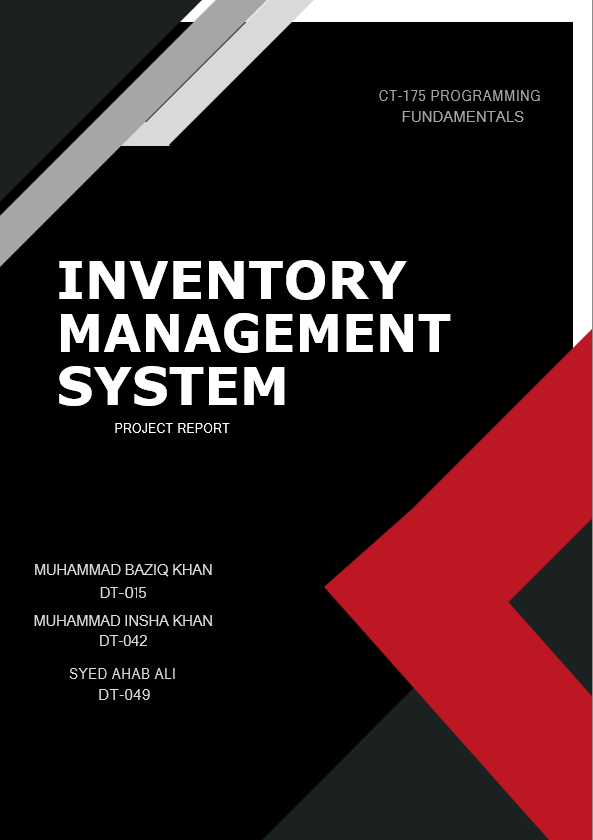 CT-175 PROGRAMMING
FUNDAMENTALS
INVENTORY
MANAGEMENT
SYSTEM
PROJECT REPORT
MUHAMMAD BAZIQ KHAN
DT-015
MUHAMMAD INSHA KHAN
DT-042
SYED AHAB ALI
DT-049